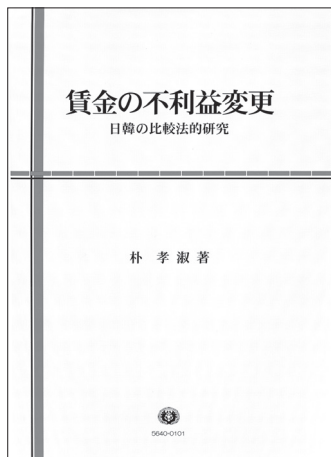 賃金の不利益変更
日韓の比較法的研究
朴 孝 淑 著
5640-0101